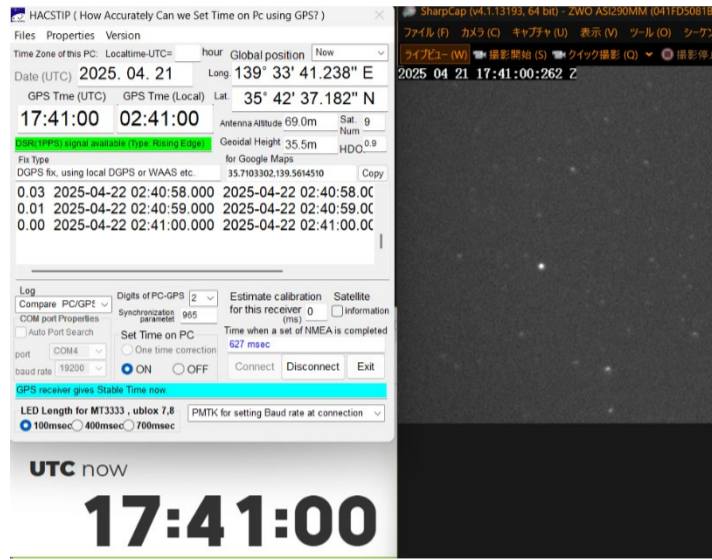 HACSTIP ( How Accurately Can we Set Time on Pc using GPS? )
Files Properties Version
Time Zone of this PC: Localtime-UTC= hour
Global position Now
Date (UTC) 2025. 04. 21
Long. 139° 33' 41.238" E
GPS Tme (UTC) GPS Tme (Local)
Lat. 35° 42' 37.182" N
17:41:00 02:41:00
Antenna Altitude 69.0m Sat. Num 9
DSR(1PPS) signal available (Type: Rising Edge)
Geoidal Height 35.5m HDO. 0.9
Fix Type
for Google Maps
DGPS fix, using local DGPS or WAAS etc.
35.7103302,139.5614510 Copy
0.03 2025-04-22 02:40:58.000 2025-04-22 02:40:58.00
0.01 2025-04-22 02:40:59.000 2025-04-22 02:40:59.00
0.00 2025-04-22 02:41:00.000 2025-04-22 02:41:00.00
Log
Compare PC/GPS
Digits of PC-GPS 2
Synchronization parametet 965
Estimate calibration for this receiver (ms) 0
Satellite information
COM port Properties
Auto Port Search
port COM4
baud rate 19200
Set Time on PC
One time correction
ON OFF
Time when a set of NMEA is completed
627 msec
Connect Disconnect Exit
GPS receiver gives Stable Time now.
LED Length for MT3333 , ublox 7,8
100msec 400msec 700msec
PMTK for setting Baud rate at connection
UTC now
17:41:00
SharpCap (v4.1.13193, 64 bit) - ZWO ASI290MM (041FD5081B
ファイル (F) カメラ (C) キャプチャ (U) 表示 (V) ツール (O) シーケン
ライブビュー (W) 撮影開始 (S) クイック撮影 (Q) 撮影停
2025 04 21 17:41:00:262 Z